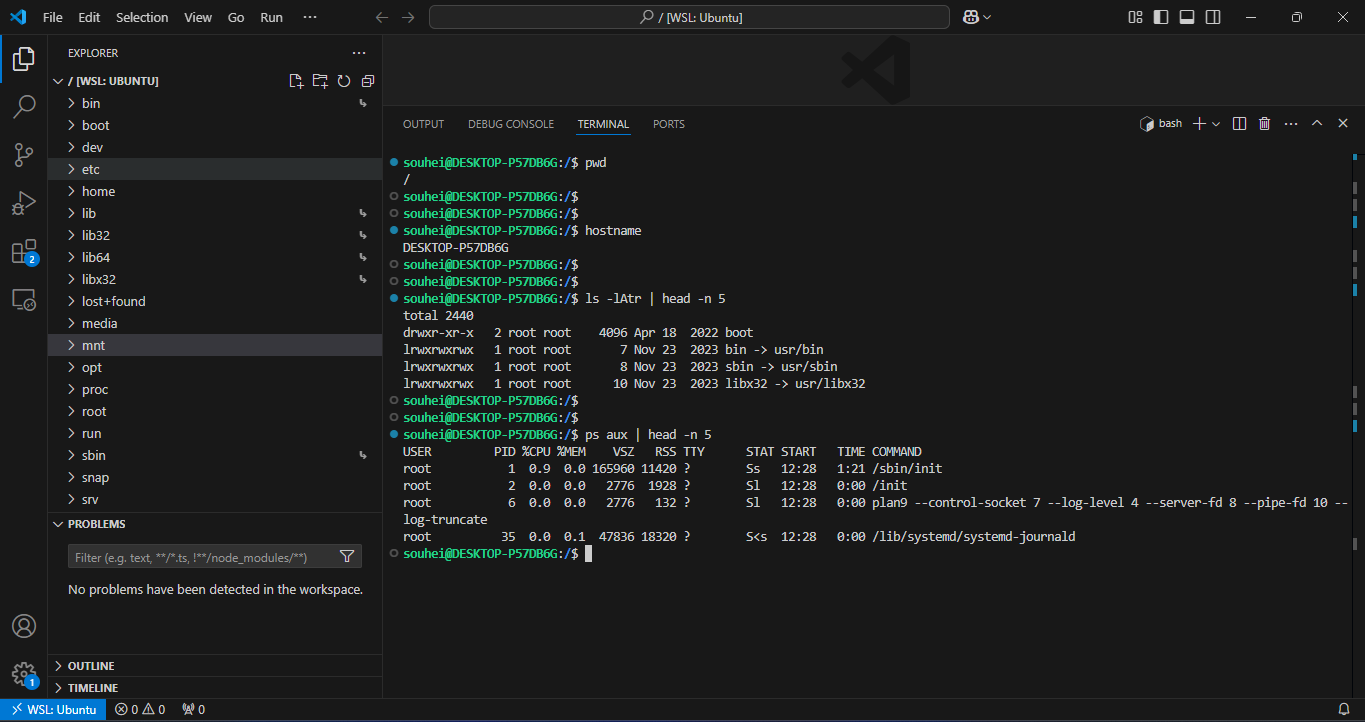 File Edit Selection View Go Run ··· / [WSL: Ubuntu]
EXPLORER ···
/ [WSL: UBUNTU]
bin
boot
dev
etc
home
lib
lib32
lib64
libx32
lost+found
media
mnt
opt
proc
root
run
sbin
snap
srv
PROBLEMS
Filter (e.g. text, **/*.ts, !**/node_modules/**)
No problems have been detected in the workspace.
OUTLINE
TIMELINE
2
1
OUTPUT DEBUG CONSOLE TERMINAL PORTS bash ···
souhei@DESKTOP-P57DB6G:/$ pwd
/
souhei@DESKTOP-P57DB6G:/$
souhei@DESKTOP-P57DB6G:/$
souhei@DESKTOP-P57DB6G:/$ hostname
DESKTOP-P57DB6G
souhei@DESKTOP-P57DB6G:/$
souhei@DESKTOP-P57DB6G:/$
souhei@DESKTOP-P57DB6G:/$ ls -lAtr | head -n 5
total 2440
drwxr-xr-x   2 root root    4096 Apr 18  2022 boot
lrwxrwxrwx   1 root root       7 Nov 23  2023 bin -> usr/bin
lrwxrwxrwx   1 root root       8 Nov 23  2023 sbin -> usr/sbin
lrwxrwxrwx   1 root root      10 Nov 23  2023 libx32 -> usr/libx32
souhei@DESKTOP-P57DB6G:/$
souhei@DESKTOP-P57DB6G:/$
souhei@DESKTOP-P57DB6G:/$ ps aux | head -n 5
USER         PID %CPU %MEM    VSZ   RSS TTY      STAT START   TIME COMMAND
root           1  0.9  0.0 165960 11420 ?        Ss   12:28   1:21 /sbin/init
root           2  0.0  0.0   2776  1928 ?        Sl   12:28   0:00 /init
root           6  0.0  0.0   2776   132 ?        Sl   12:28   0:00 plan9 --control-socket 7 --log-level 4 --server-fd 8 --pipe-fd 10 --
log-truncate
root          35  0.0  0.1  47836 18320 ?        S<s  12:28   0:00 /lib/systemd/systemd-journald
souhei@DESKTOP-P57DB6G:/$
WSL: Ubuntu 0 0 0